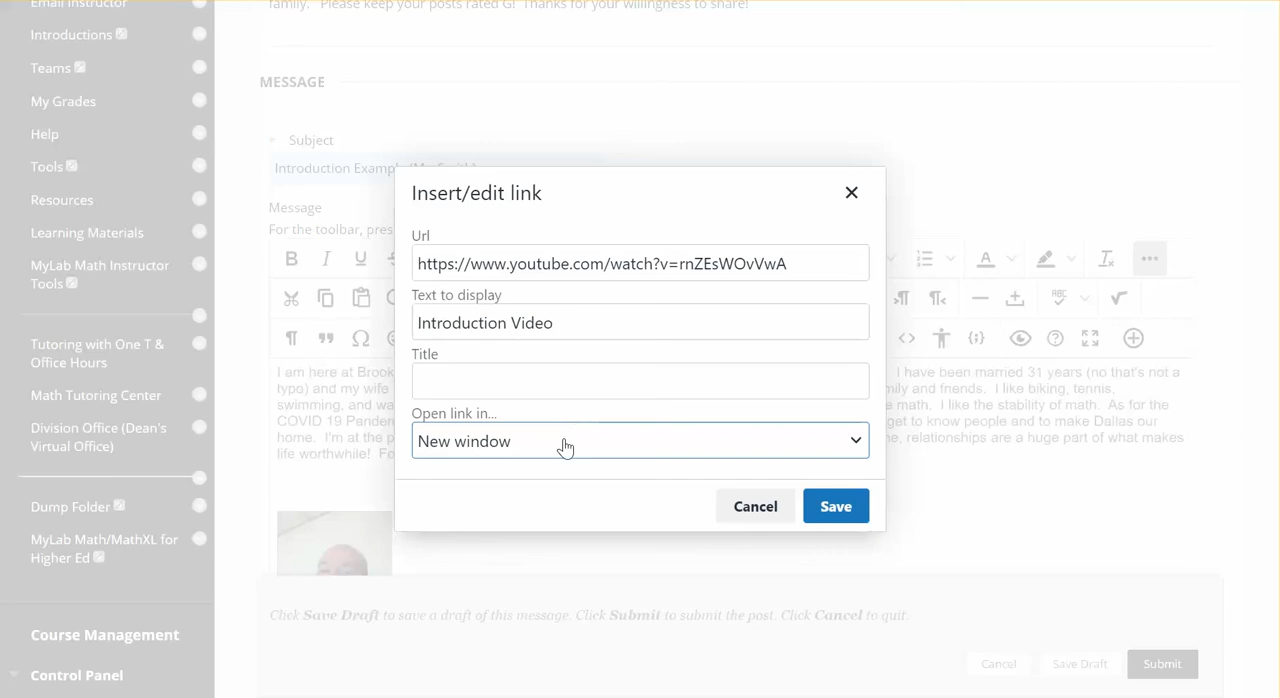 Email Instructor
family. Please keep your posts rated G! Thanks for your willingness to share!
Introductions
Teams
My Grades
Help
Tools
Resources
Learning Materials
MyLab Math Instructor
Tools
Tutoring with One T &
Office Hours
Math Tutoring Center
Division Office (Dean's
Virtual Office)
Dump Folder
MyLab Math/MathXL for
Higher Ed
Course Management
Control Panel
MESSAGE
Subject
Introduction Example
Message
For the toolbar, pres
Insert/edit link
Url
https://www.youtube.com/watch?v=rnZEsWOvVwA
Text to display
Introduction Video
Title
Open link in...
New window
Cancel Save
B I U
ABC
I am here at Brook I have been married 31 years (no that's not a
typo) and my wife and friends. I like biking, tennis,
swimming, and wa math, I like the stability of math. As for the
COVID 19 Pander get to know people and to make Dallas our
home. I'm at the p relationships are a huge part of what makes
life worthwhile! Fo
Click Save Draft to save a draft of this message. Click Submit to submit the post. Click Cancel to quit.
Cancel Save Draft Submit